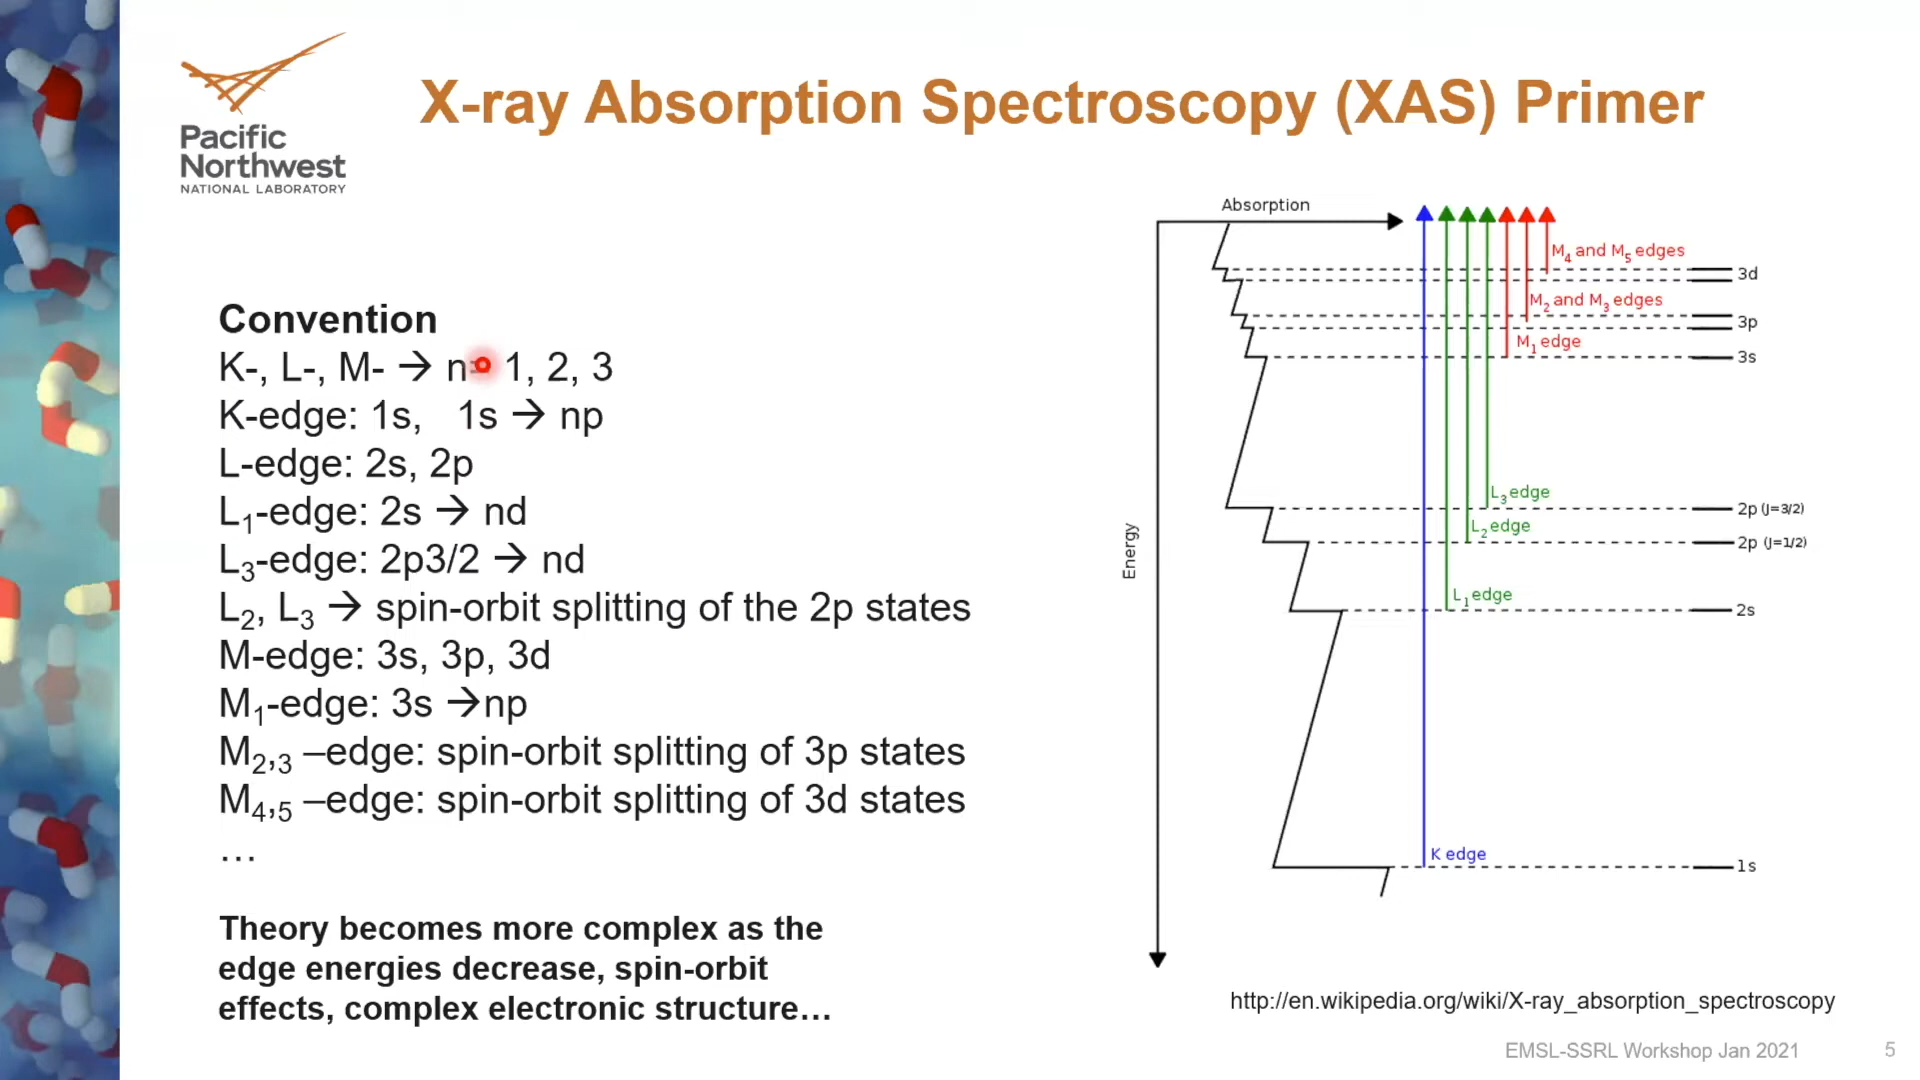 Pacific
Northwest
NATIONAL LABORATORY
X-ray Absorption Spectroscopy (XAS) Primer
Convention
K-, L-, M- → n= 1, 2, 3
K-edge: 1s, 1s → np
L-edge: 2s, 2p
L₁-edge: 2s → nd
L₃-edge: 2p3/2 → nd
L₂, L₃ → spin-orbit splitting of the 2p states
M-edge: 3s, 3p, 3d
M₁-edge: 3s →np
M₂,₃ –edge: spin-orbit splitting of 3p states
M₄,₅ –edge: spin-orbit splitting of 3d states
…
Theory becomes more complex as the
edge energies decrease, spin-orbit
effects, complex electronic structure…
Absorption
Energy
M₄ and M₅ edges
3d
M₂ and M₃ edges
3p
M₁ edge
3s
L₃ edge
2p (J=3/2)
L₂ edge
2p (J=1/2)
L₁ edge
2s
K edge
1s
http://en.wikipedia.org/wiki/X-ray_absorption_spectroscopy
EMSL-SSRL Workshop Jan 2021
5